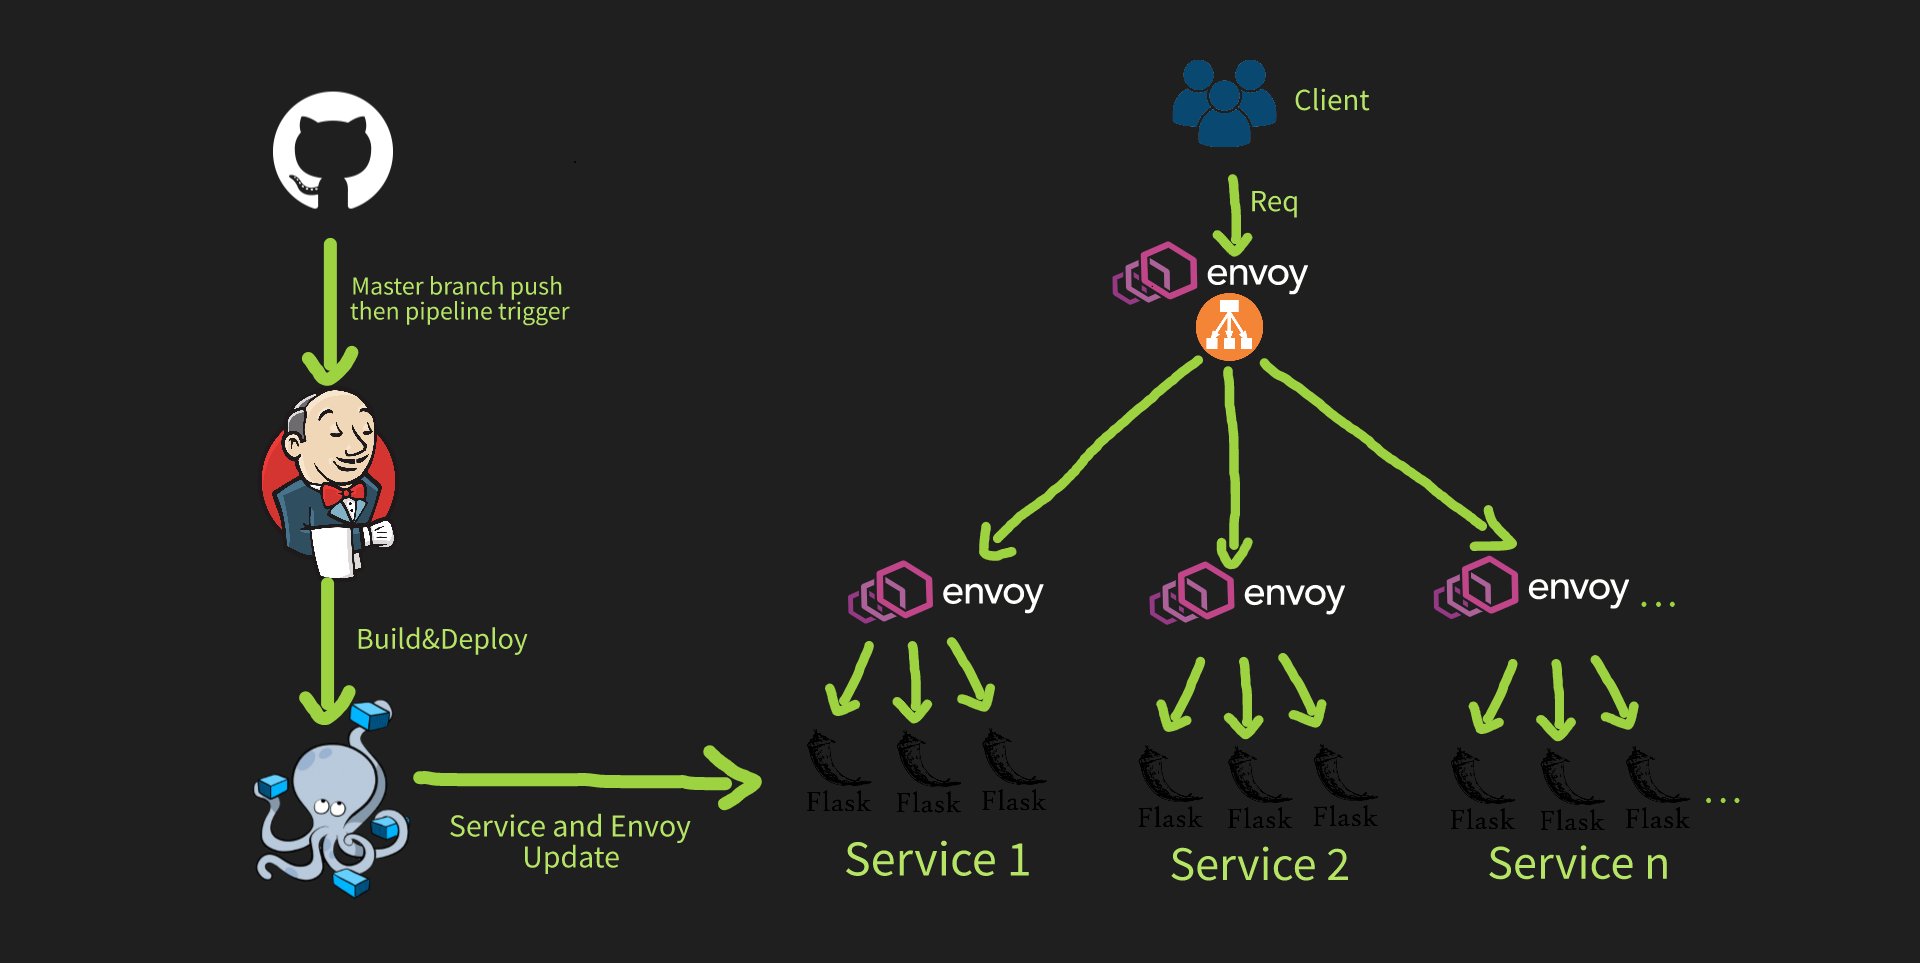 Client
Req
envoy
Master branch push
then pipeline trigger
envoy
envoy
envoy ...
Build&Deploy
Flask
Flask
Flask
Flask
Flask
Flask
Flask
Flask
Flask
...
Service and Envoy
Update
Service 1
Service 2
Service n